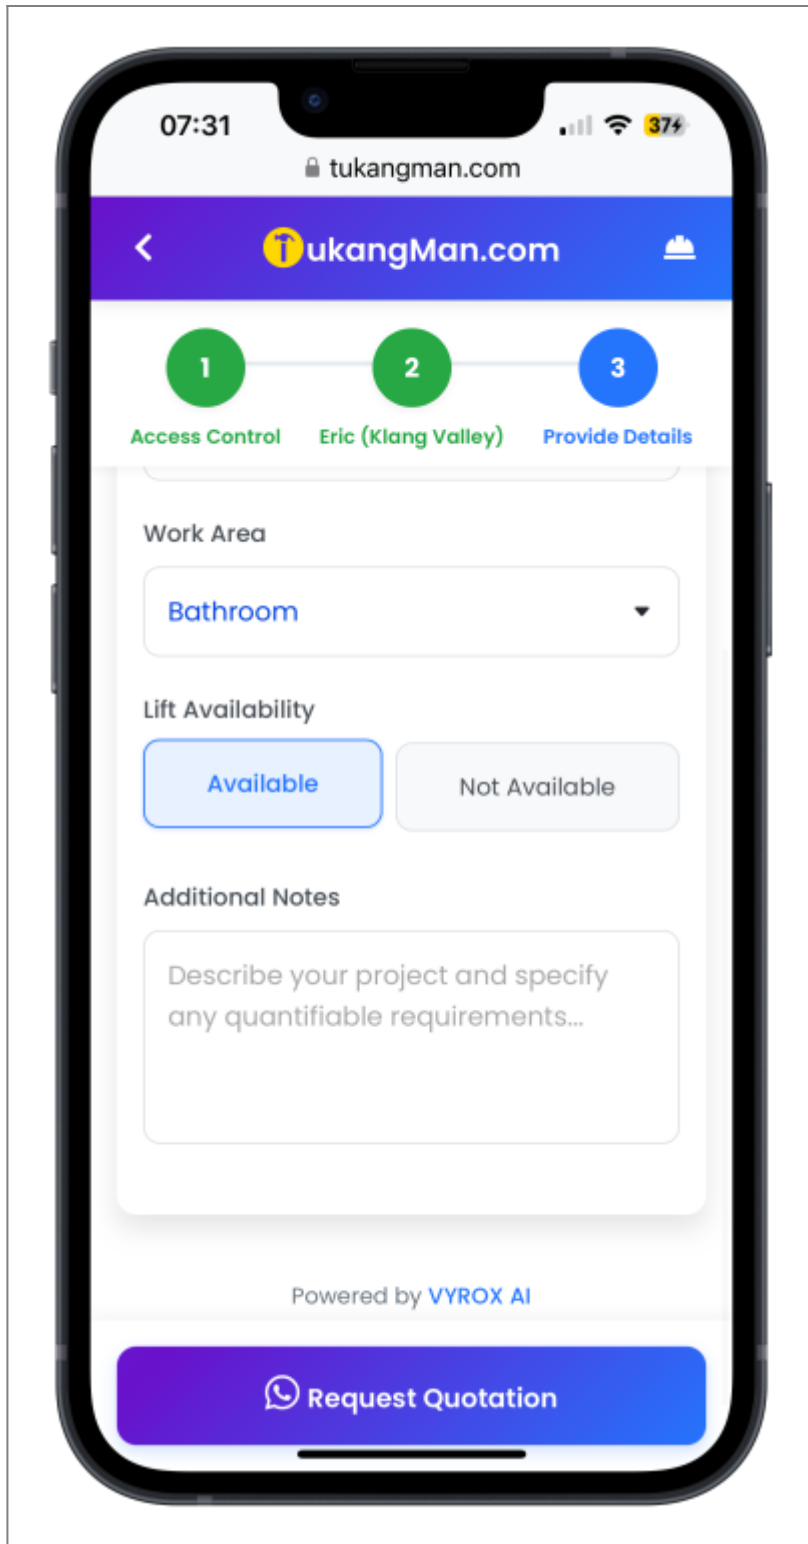 07:31
37
tukangman.com
TukangMan.com
1
2
3
Access Control
Eric (Klang Valley)
Provide Details
Work Area
Bathroom
Lift Availability
Available
Not Available
Additional Notes
Describe your project and specify
any quantifiable requirements...
Powered by VYROX AI
Request Quotation